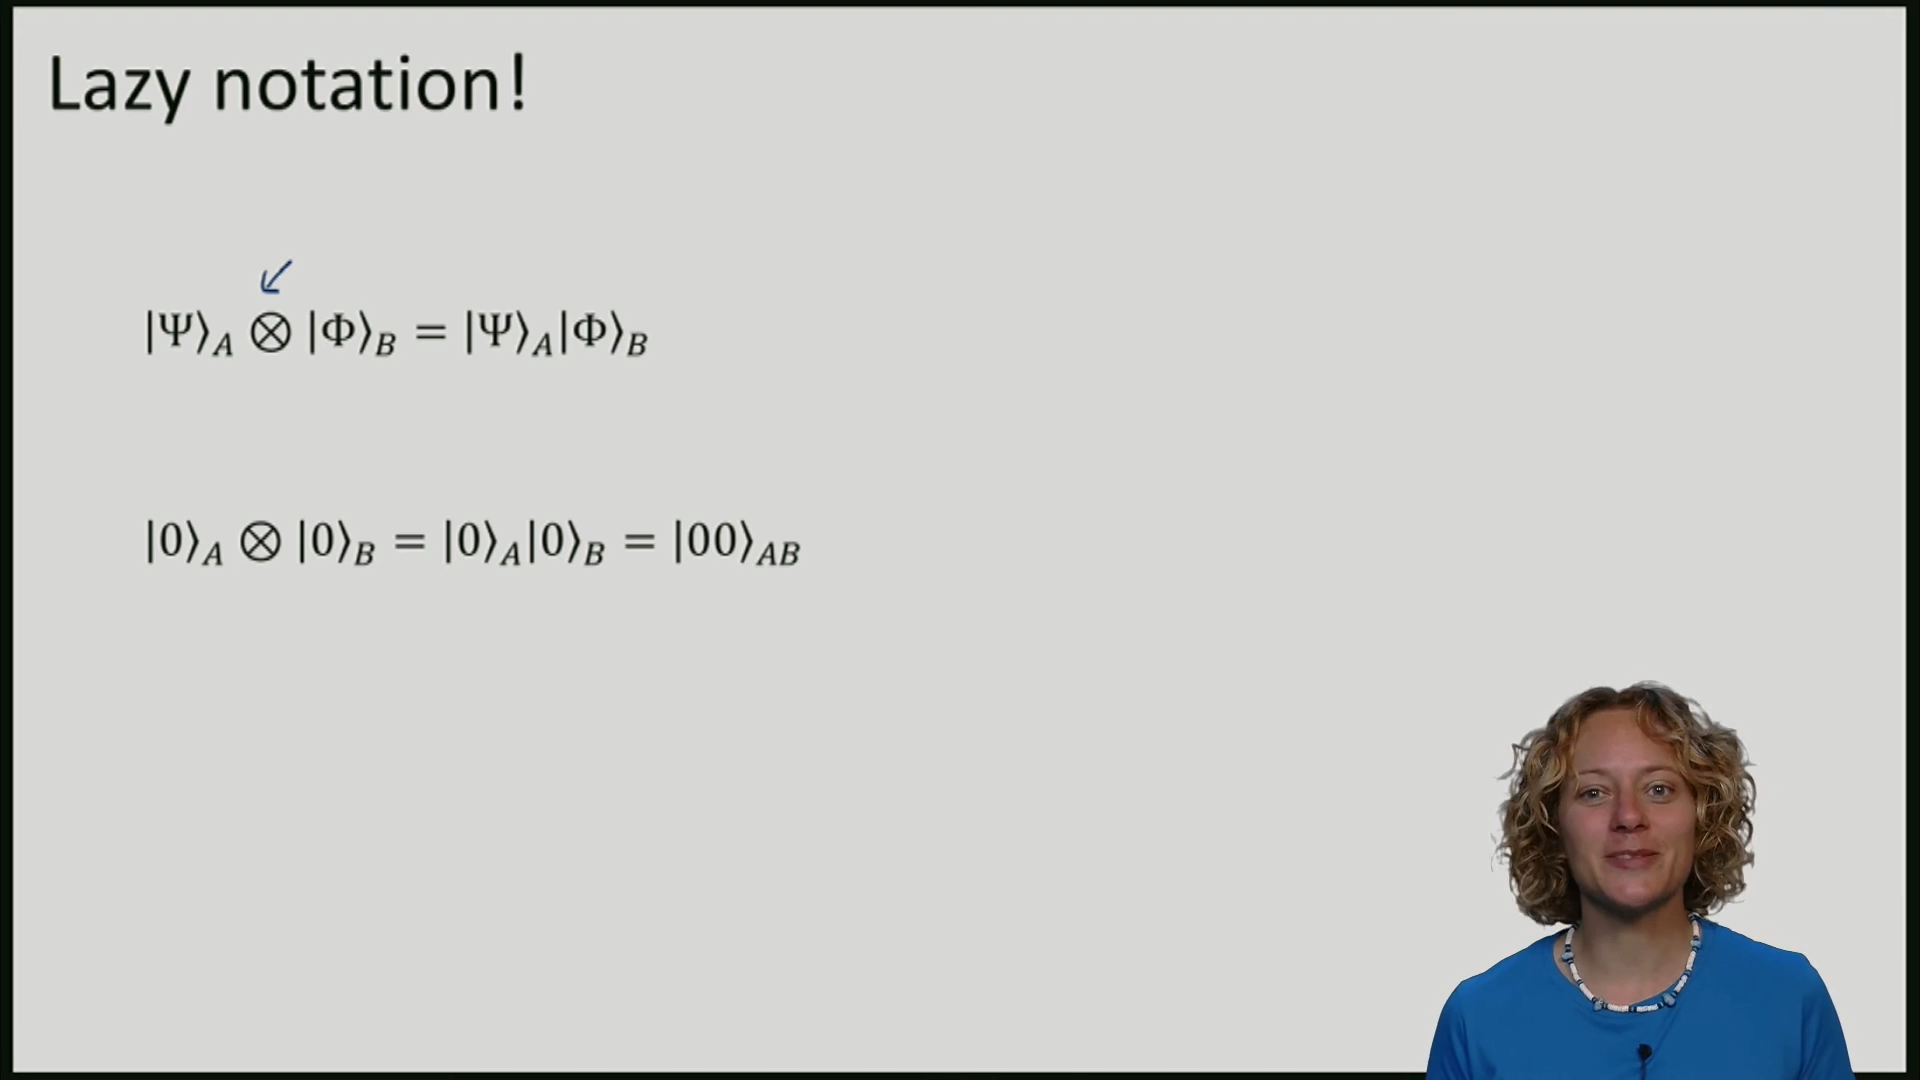 Lazy notation!
|Ψ⟩_A ⊗ |Φ⟩_B = |Ψ⟩_A|Φ⟩_B
|0⟩_A ⊗ |0⟩_B = |0⟩_A|0⟩_B = |00⟩_AB